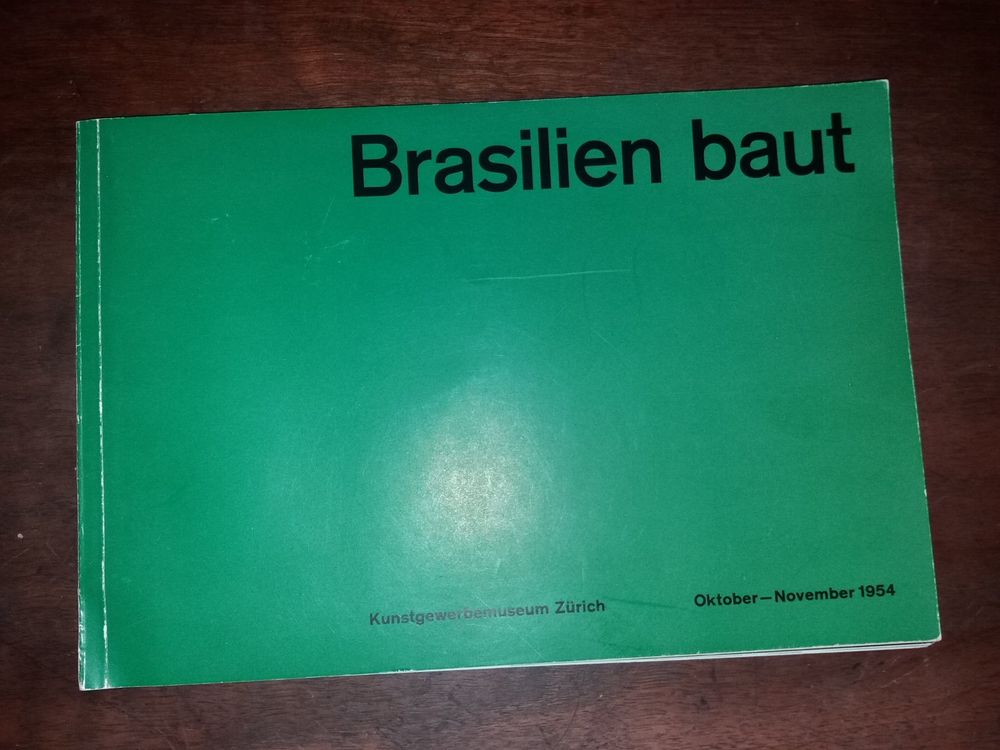 Brasilien baut
Kunstgewerbemuseum Zürich
Oktober—November 1954